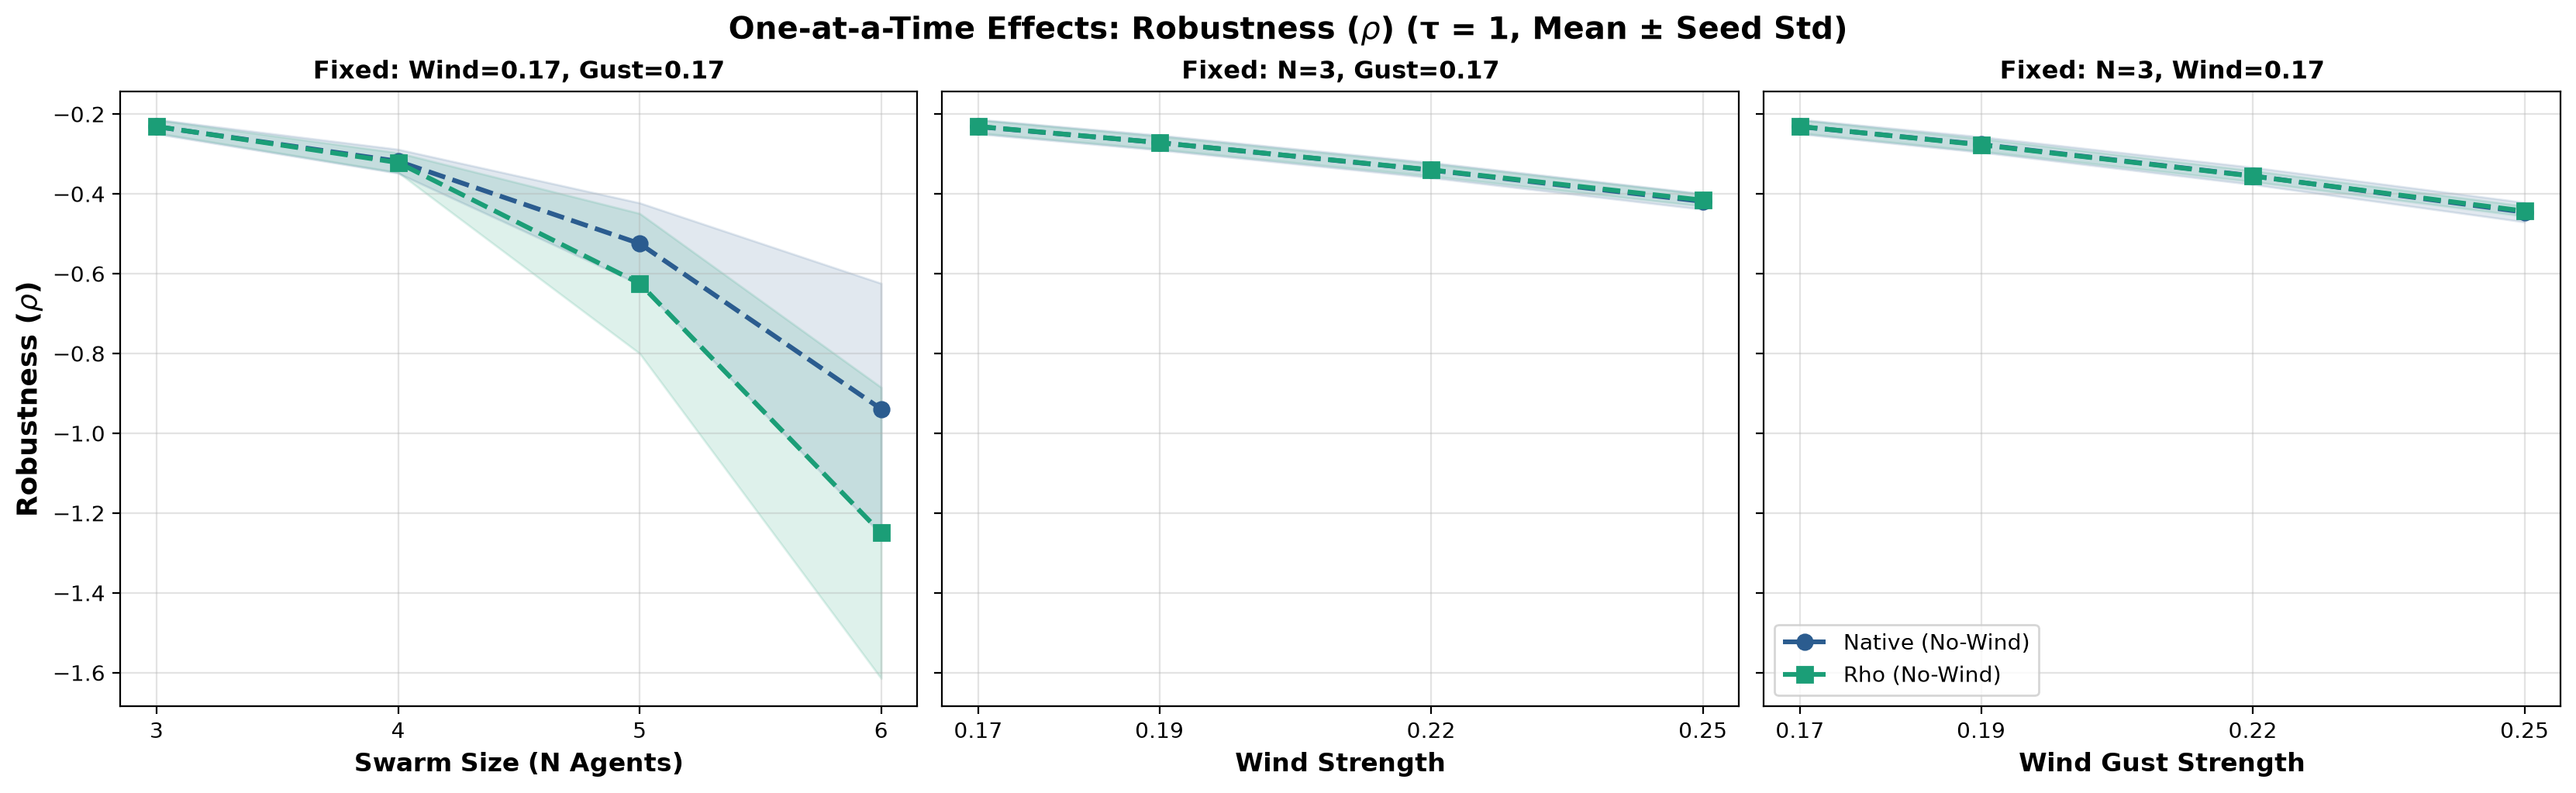 One-at-a-Time Effects: Robustness (ρ) (τ = 1, Mean ± Seed Std)
Fixed: Wind=0.17, Gust=0.17
Fixed: N=3, Gust=0.17
Fixed: N=3, Wind=0.17
Robustness (ρ)
−0.2
−0.4
−0.6
−0.8
−1.0
−1.2
−1.4
−1.6
3 4 5 6
Swarm Size (N Agents)
0.17 0.19 0.22 0.25
Wind Strength
Native (No-Wind)
Rho (No-Wind)
0.17 0.19 0.22 0.25
Wind Gust Strength